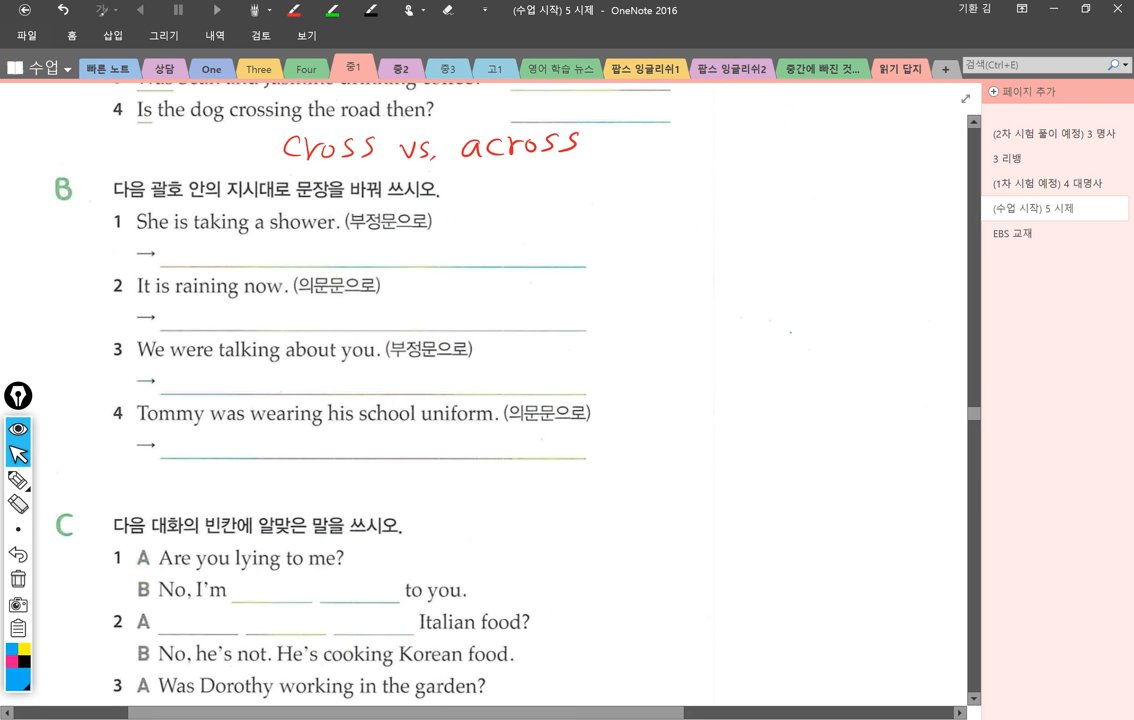 (수업 시작) 5 시제 - OneNote 2016
기환 김
파일 홈 삽입 그리기 내역 검토 보기
수업 빠른 노트 상담 One Three Four 중1 중2 중3 고1 영어 학습 뉴스 팝스 잉글리쉬1 팝스 잉글리쉬2 중간에 빠진 것... 읽기 답지 +
검색(Ctrl+E)
페이지 추가
(2차 시험 풀이 예정) 3 명사
3 리뱅
(1차 시험 예정) 4 대명사
(수업 시작) 5 시제
EBS 교재
4 Is the dog crossing the road then?
cross vs. across
B 다음 괄호 안의 지시대로 문장을 바꿔 쓰시오.
1 She is taking a shower. (부정문으로)
→
2 It is raining now. (의문문으로)
→
3 We were talking about you. (부정문으로)
→
4 Tommy was wearing his school uniform. (의문문으로)
→
C 다음 대화의 빈칸에 알맞은 말을 쓰시오.
1 A Are you lying to me?
B No, I'm ______ ______ to you.
2 A ______ ______ ______ Italian food?
B No, he's not. He's cooking Korean food.
3 A Was Dorothy working in the garden?